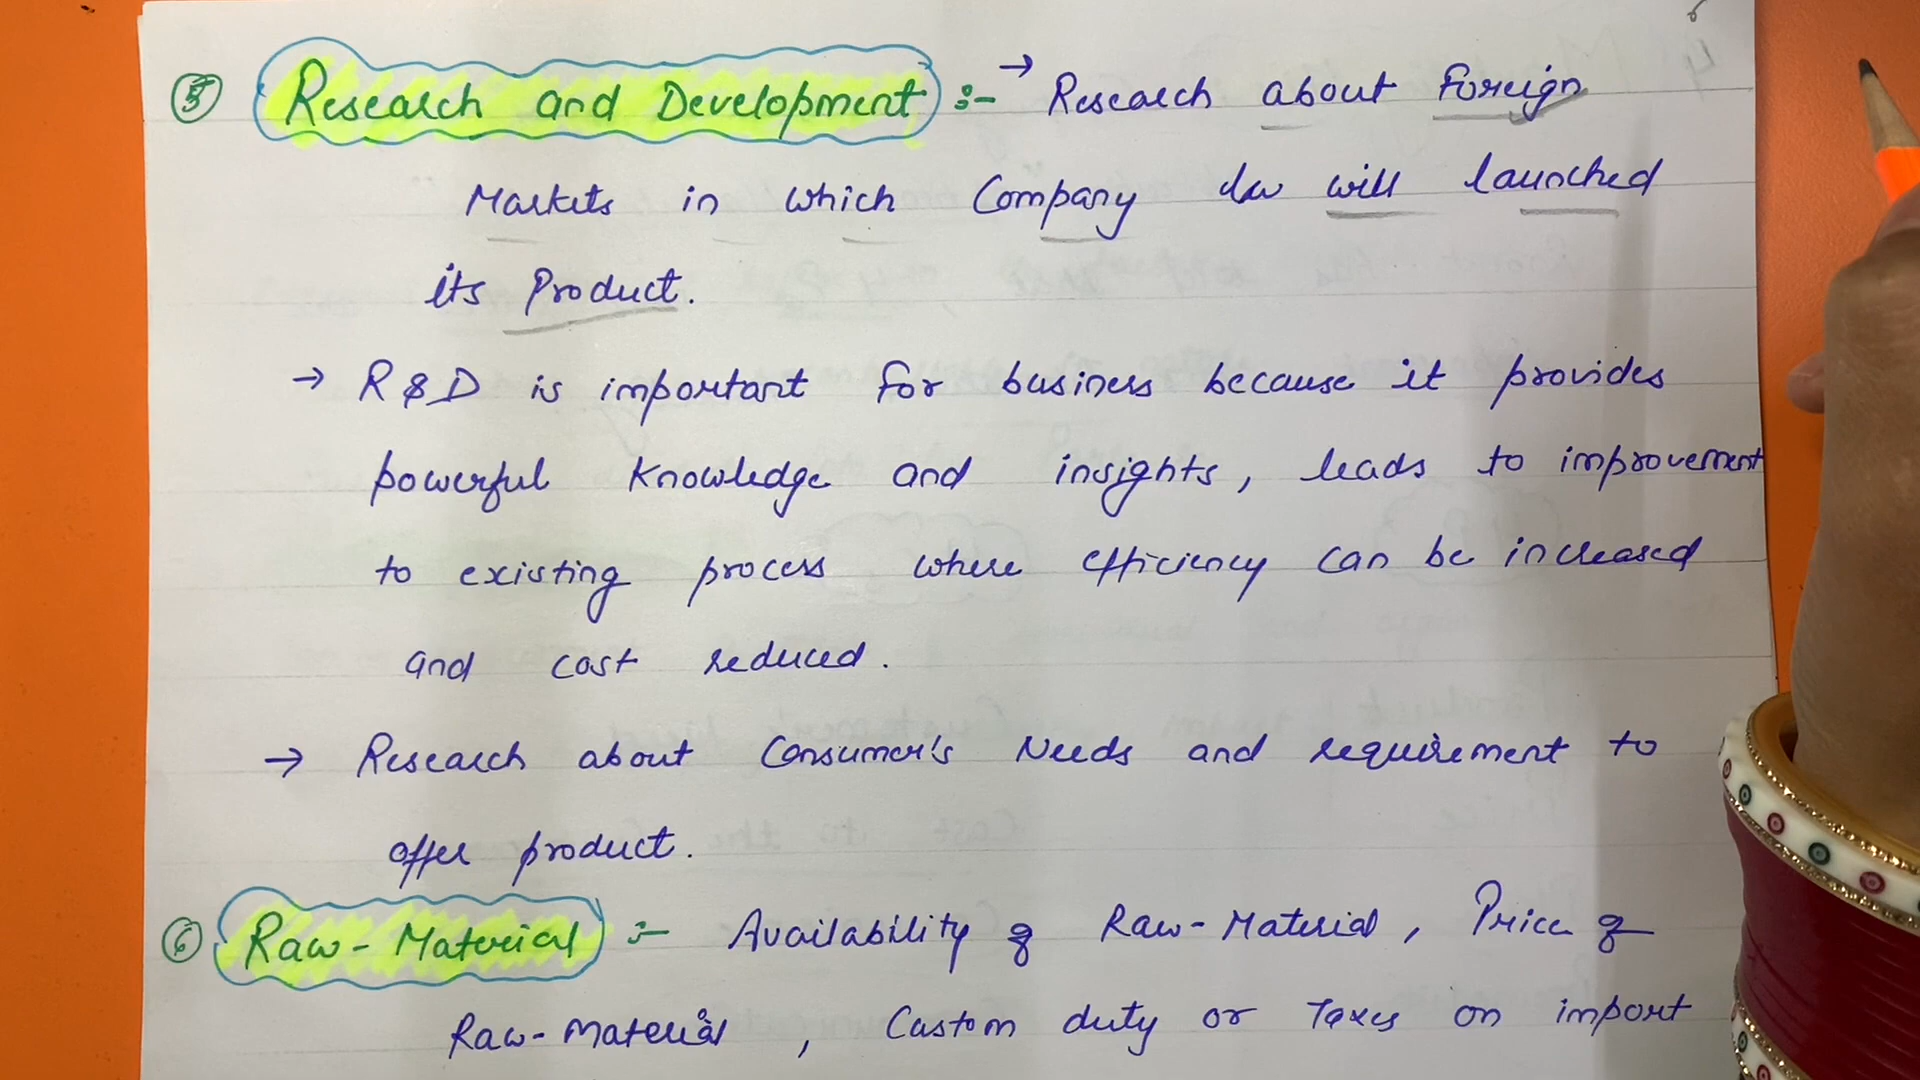 ⑤ Research and Development :- → Research about Foreign
Markets in which Company will launched
its Product.
→ R & D is important for business because it provides
powerful knowledge and insights, leads to improvement
to existing process where efficiency can be increased
and cost reduced.
→ Research about Consumer's Needs and requirement to
offer product.
⑥ Raw-Material :- Availability of Raw-Material, Price of
Raw-Material, Custom duty or Taxes on import